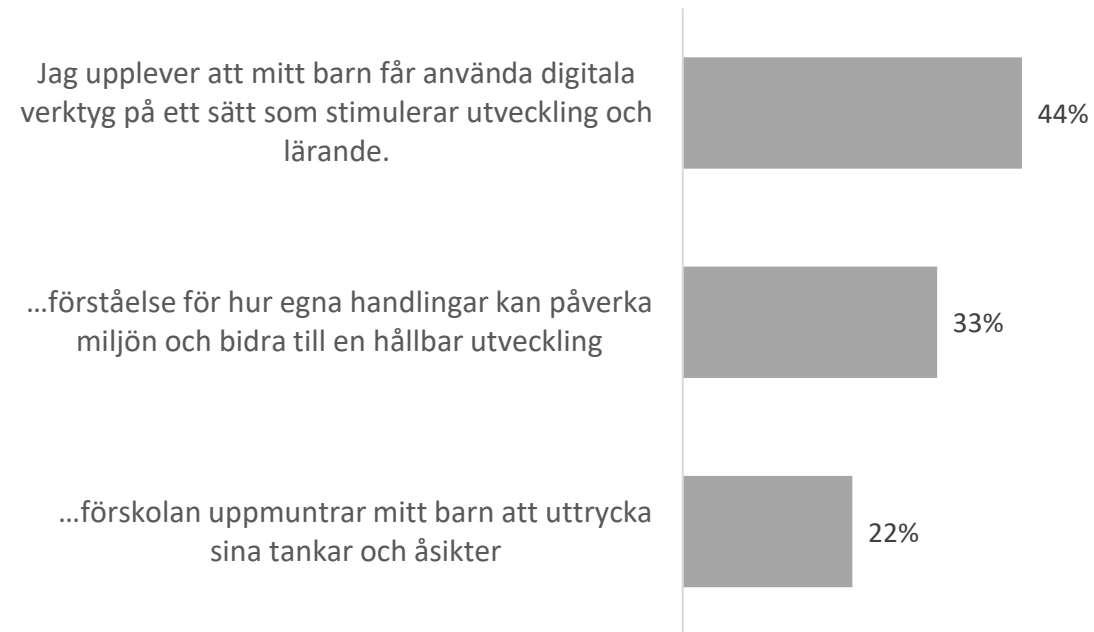 Jag upplever att mitt barn får använda digitala
verktyg på ett sätt som stimulerar utveckling och
lärande.
44%
…förståelse för hur egna handlingar kan påverka
miljön och bidra till en hållbar utveckling
33%
…förskolan uppmuntrar mitt barn att uttrycka
sina tankar och åsikter
22%